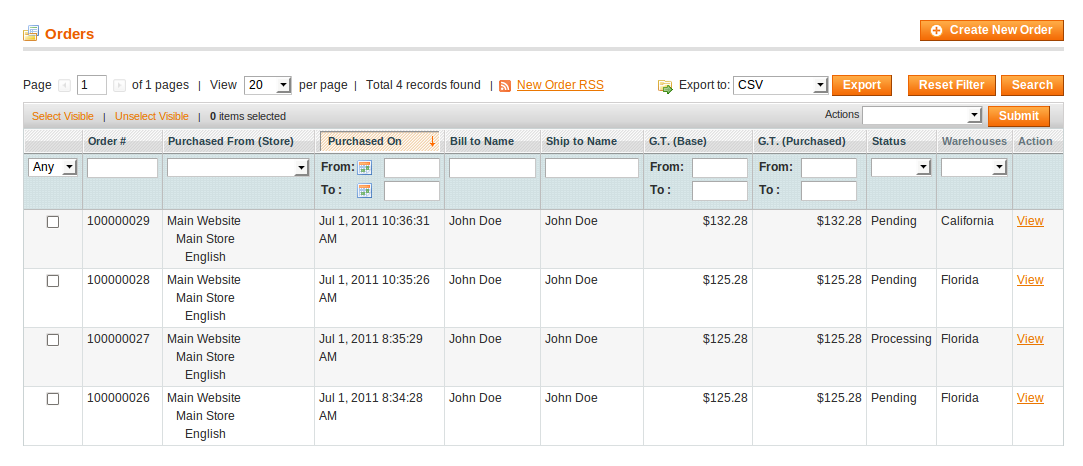 Orders
Create New Order
Page 1 of 1 pages | View 20 per page | Total 4 records found | New Order RSS Export to: CSV Export Reset Filter Search
Select Visible | Unselect Visible | 0 items selected Actions Submit
Order # Purchased From (Store) Purchased On Bill to Name Ship to Name G.T. (Base) G.T. (Purchased) Status Warehouses Action
Any From: From: From:
To : To : To :
100000029 Main Website Jul 1, 2011 10:36:31 John Doe John Doe $132.28 $132.28 Pending California View
Main Store AM
English
100000028 Main Website Jul 1, 2011 10:35:26 John Doe John Doe $125.28 $125.28 Pending Florida View
Main Store AM
English
100000027 Main Website Jul 1, 2011 8:35:29 John Doe John Doe $125.28 $125.28 Processing Florida View
Main Store AM
English
100000026 Main Website Jul 1, 2011 8:34:28 John Doe John Doe $125.28 $125.28 Pending Florida View
Main Store AM
English